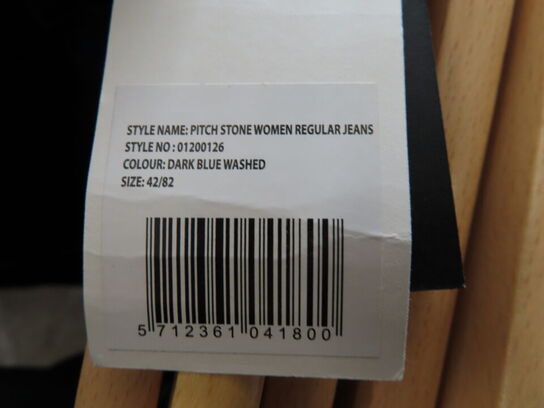 STYLE NAME: PITCH STONE WOMEN REGULAR JEANS
STYLE NO : 01200126
COLOUR: DARK BLUE WASHED
SIZE: 42/82
5 712361 041800